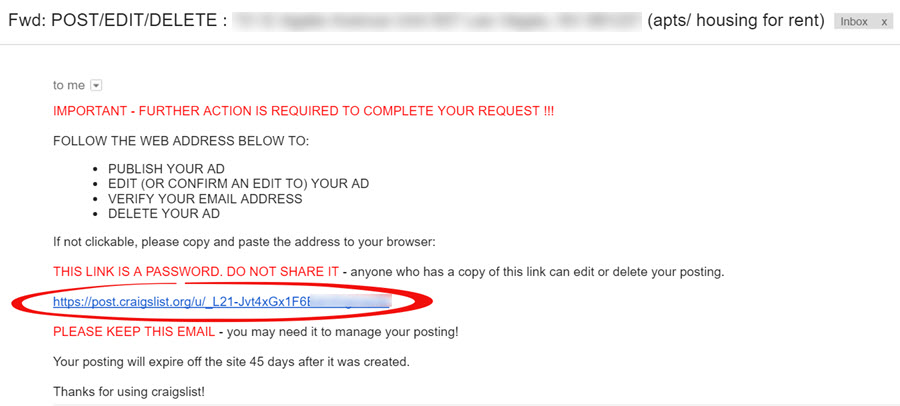 Fwd: POST/EDIT/DELETE : (apts/ housing for rent) Inbox x
to me
IMPORTANT - FURTHER ACTION IS REQUIRED TO COMPLETE YOUR REQUEST !!!
FOLLOW THE WEB ADDRESS BELOW TO:
• PUBLISH YOUR AD
• EDIT (OR CONFIRM AN EDIT TO) YOUR AD
• VERIFY YOUR EMAIL ADDRESS
• DELETE YOUR AD
If not clickable, please copy and paste the address to your browser:
THIS LINK IS A PASSWORD. DO NOT SHARE IT - anyone who has a copy of this link can edit or delete your posting.
https://post.craigslist.org/u/_L21-Jvt4xGx1F6
PLEASE KEEP THIS EMAIL - you may need it to manage your posting!
Your posting will expire off the site 45 days after it was created.
Thanks for using craigslist!